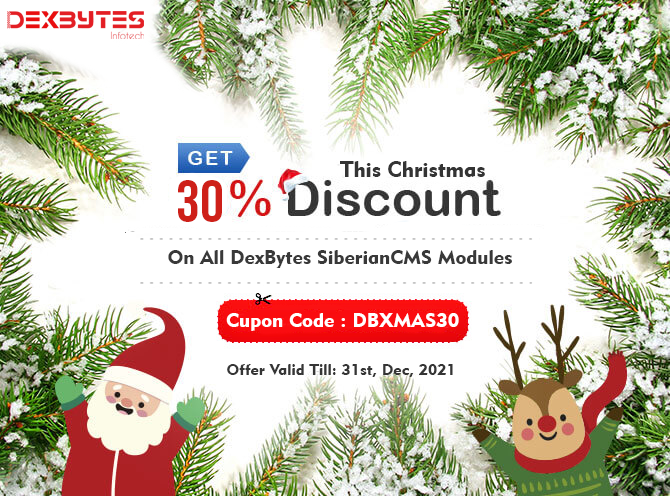 DEXBYTES
Infotech
GET
This Christmas
30% Discount
On All DexBytes SiberianCMS Modules
Cupon Code : DBXMAS30
Offer Valid Till: 31st, Dec, 2021